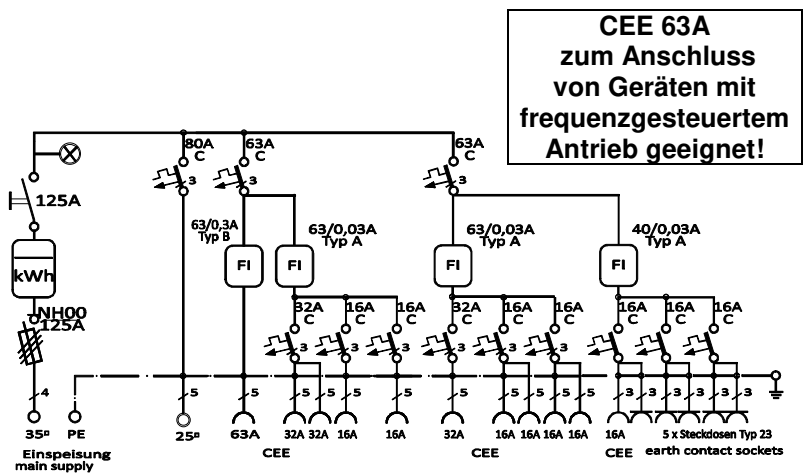 CEE 63A
zum Anschluss
von Geräten mit
frequenzgesteuertem
Antrieb geeignet!
80A
C
63A
C
63A
C
3
3
3
125A
63/0,3A
Typ B
63/0,03A
Typ A
63/0,03A
Typ A
40/0,03A
Typ A
FI
FI
FI
FI
kWh
NH00
125A
32A
C
16A
C
16A
C
32A
C
16A
C
16A
C
16A
C
16A
C
16A
C
3
3
3
3
4
5
5
5
5
5
5
5
5
3
3
3
3
3
3
35¤
PE
25¤
63A
32A
32A
16A
16A
32A
16A
16A
16A
16A
16A
5 x Steckdosen Typ 23
Einspeisung
main supply
CEE
CEE
CEE
earth contact sockets